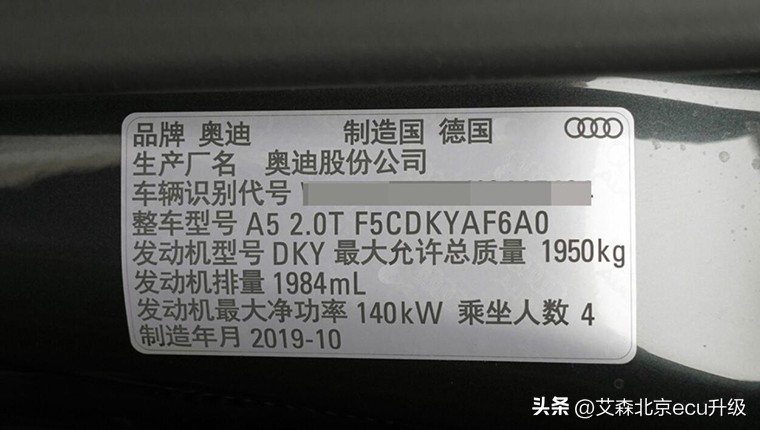 品牌 奥迪 制造国 德国
生产厂名 奥迪股份公司
车辆识别代号
整车型号 A5 2.0T F5CDKYAF6A0
发动机型号 DKY 最大允许总质量 1950kg
发动机排量 1984mL
发动机最大净功率 140kW 乘坐人数 4
制造年月 2019-10
头条 @艾森北京ecu升级